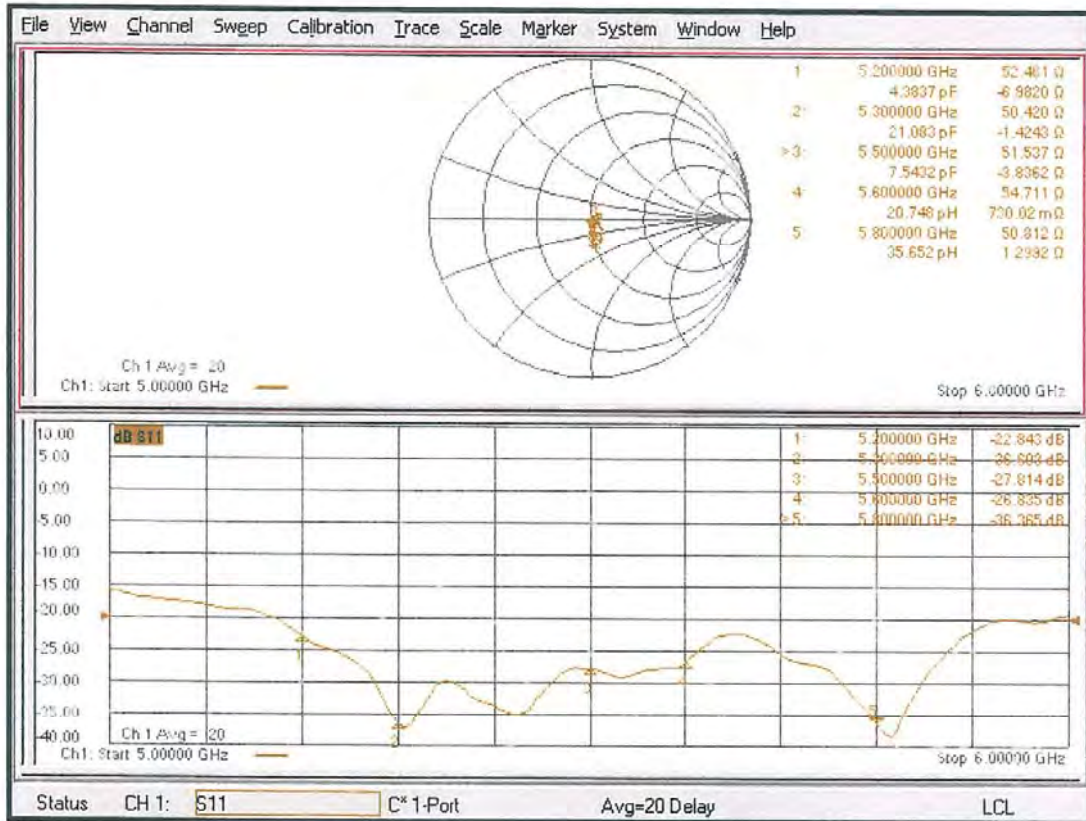 File View Channel Sweep Calibration Trace Scale Marker System Window Help
1: 5.200000 GHz 52.461 Ω
4.3837 pF -6.9820 Ω
2: 5.300000 GHz 50.420 Ω
21.083 pF -1.4243 Ω
>3: 5.500000 GHz 51.537 Ω
7.5432 pF -3.8362 Ω
4: 5.600000 GHz 54.711 Ω
20.748 pH
5: 5.800000 GHz 50.812 Ω
35.652 pH 1.2992 Ω
Ch 1 Avg = 20
Ch1: Start 5.00000 GHz
Stop 6.00000 GHz
10.00 dB S11
5.00
0.00
-5.00
-10.00
-15.00
-20.00
-25.00
-30.00
-35.00
-40.00
1: 5.200000 GHz -22.843 dB
2: 5.300000 GHz
3: 5.500000 GHz -27.814 dB
4: 5.600000 GHz -26.835 dB
>5: 5.800000 GHz -36.365 dB
1
2
3
4
5
Ch 1 Avg = 20
Ch1: Start 5.00000 GHz
Stop 6.00000 GHz
Status CH 1: S11 C* 1-Port Avg=20 Delay LCL